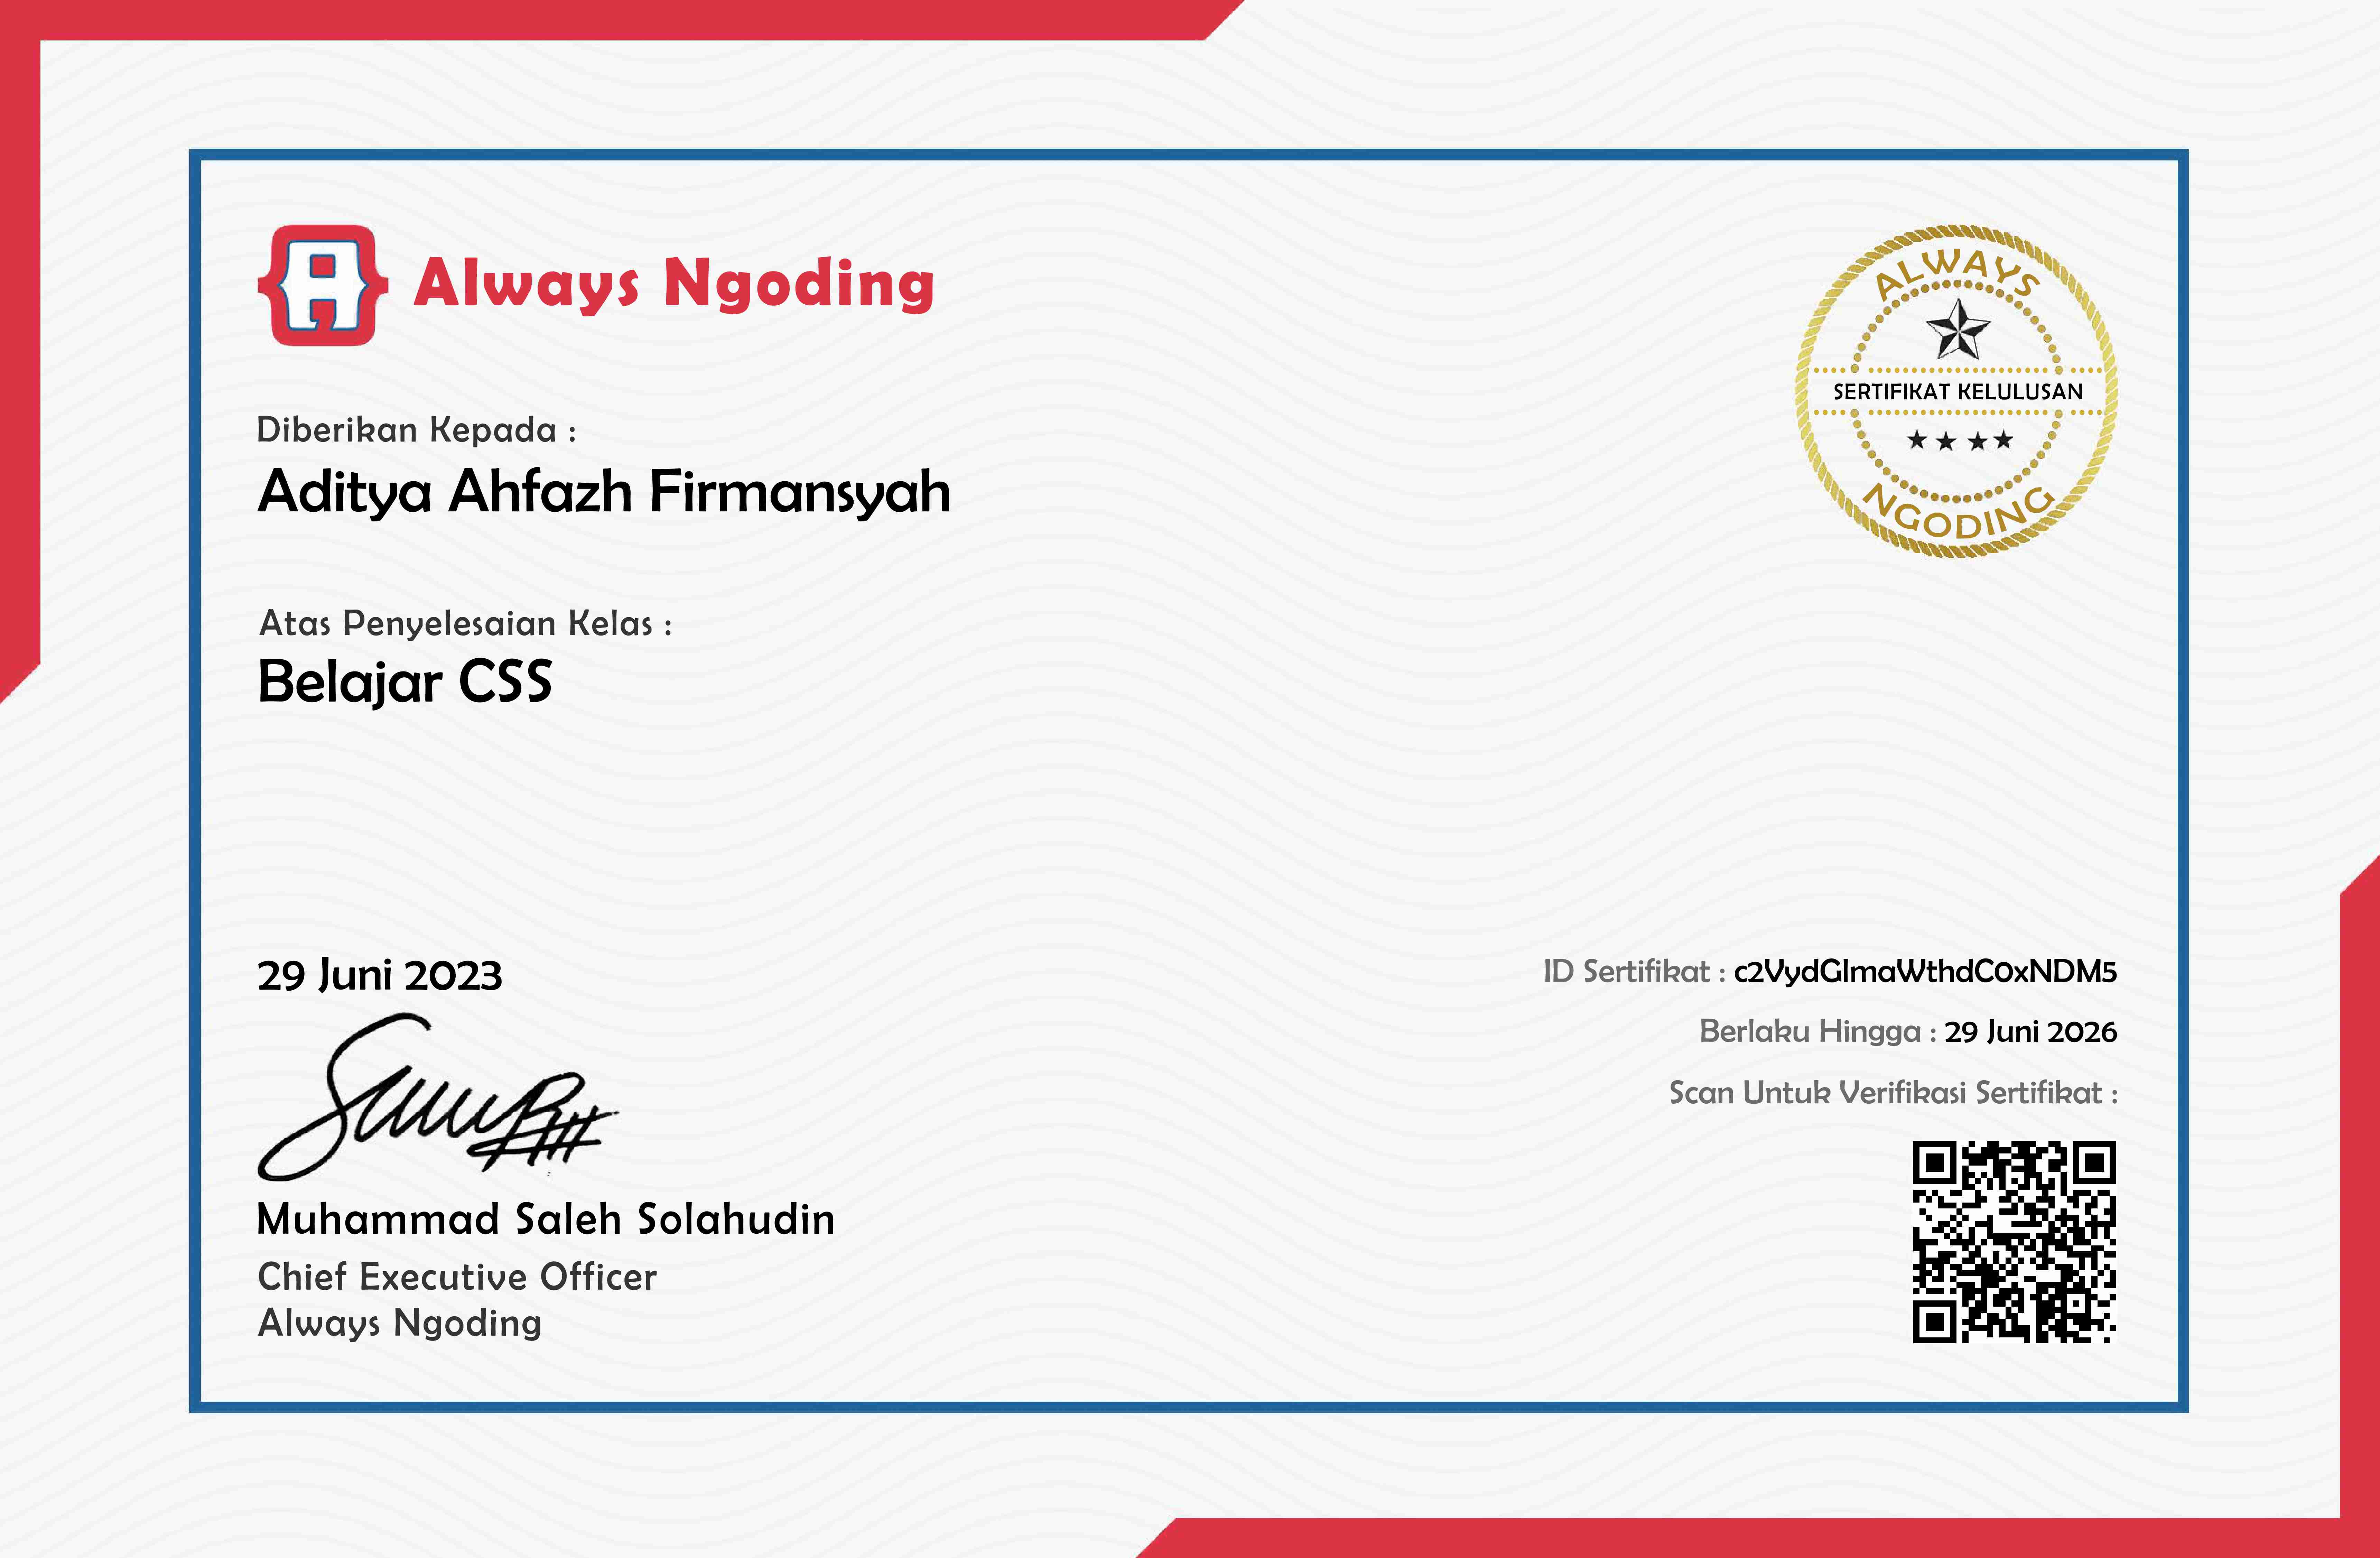 Always Ngoding
ALWAYS
SERTIFIKAT KELULUSAN
NGODING
Diberikan Kepada :
Aditya Ahfazh Firmansyah
Atas Penyelesaian Kelas :
Belajar CSS
29 Juni 2023
Muhammad Saleh Solahudin
Chief Executive Officer
Always Ngoding
ID Sertifikat : c2VydGlmaWthdC0xNDM5
Berlaku Hingga : 29 Juni 2026
Scan Untuk Verifikasi Sertifikat :